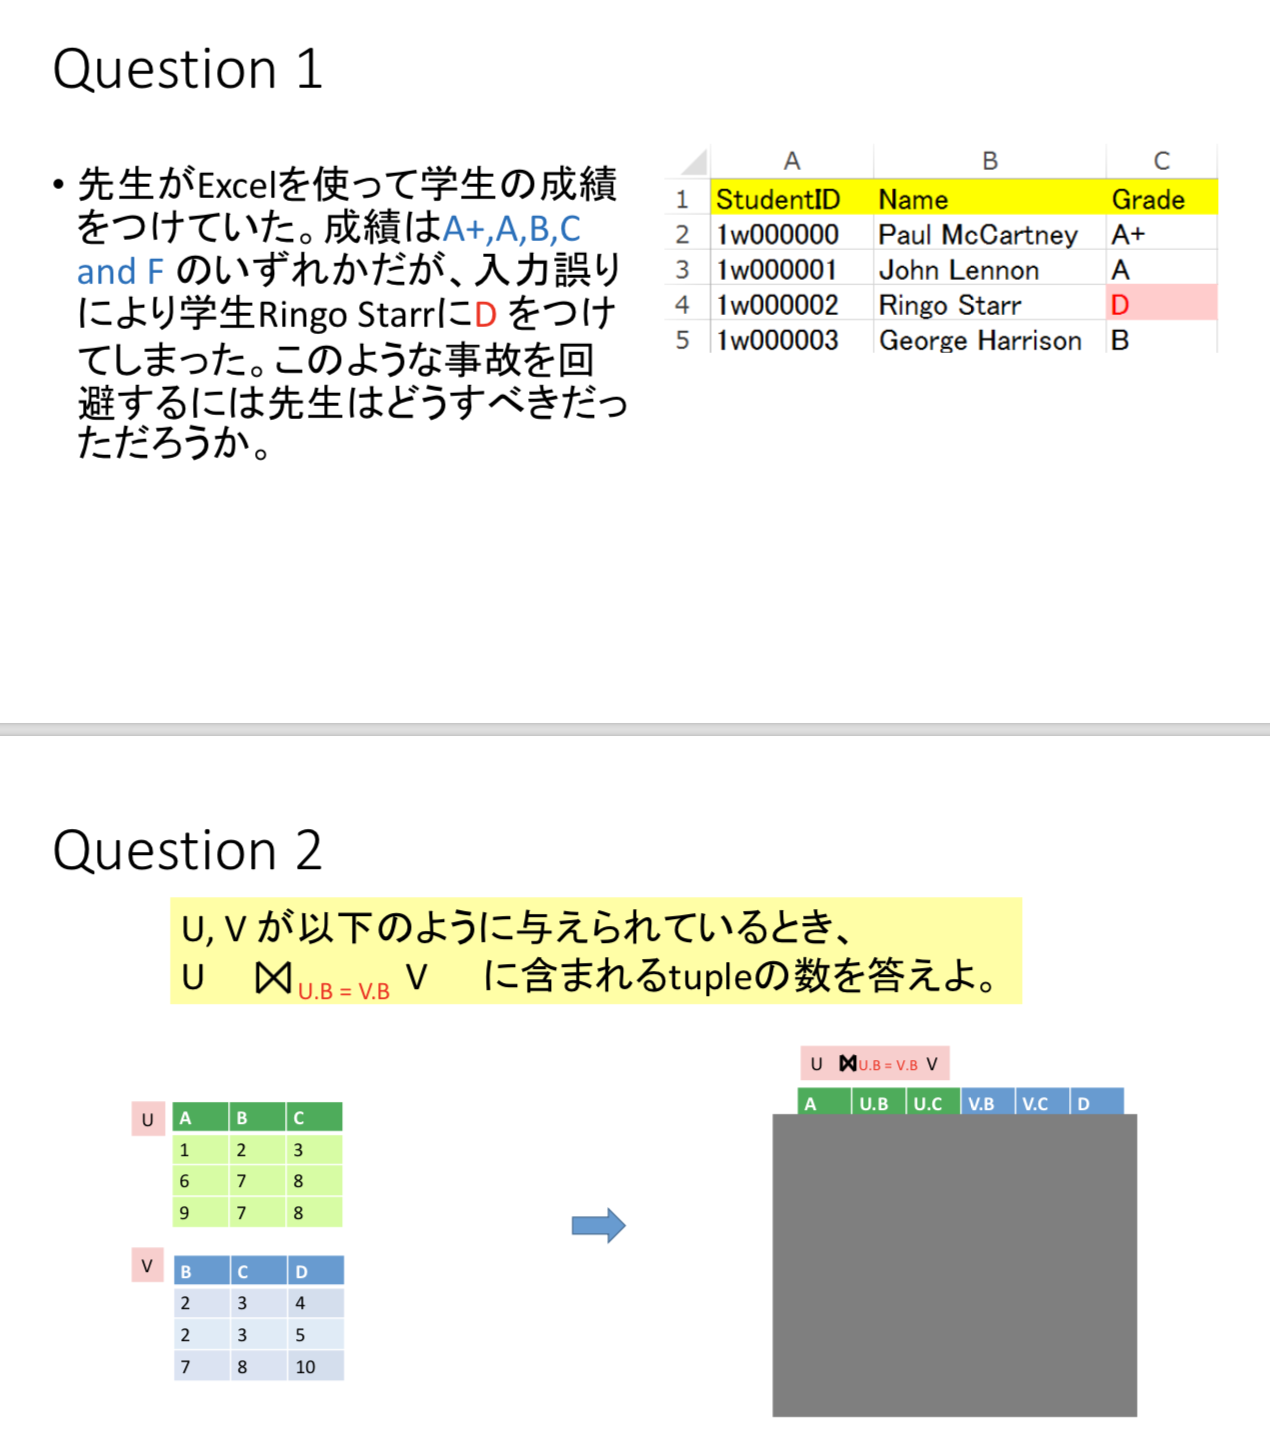 Question 1
• 先生がExcelを使って学生の成績
をつけていた。成績はA+,A,B,C
and F のいずれかだが、入力誤り
により学生Ringo StarrにD をつけ
てしまった。このような事故を回
避するには先生はどうすべきだっ
ただろうか。
A B C
1 StudentID Name Grade
2 1w000000 Paul McCartney A+
3 1w000001 John Lennon A
4 1w000002 Ringo Starr D
5 1w000003 George Harrison B
Question 2
U, V が以下のように与えられているとき、
U ⋈ U.B = V.B V に含まれるtupleの数を答えよ。
U
A B C
1 2 3
6 7 8
9 7 8
V
B C D
2 3 4
2 3 5
7 8 10
U ⋈ U.B = V.B V
A U.B U.C V.B V.C D